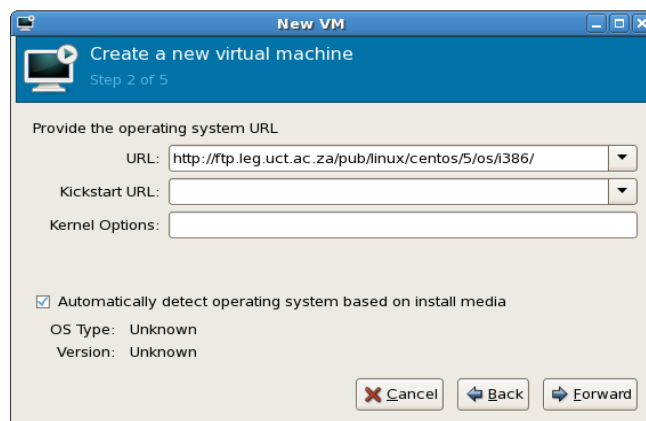 New VM
Create a new virtual machine
Step 2 of 5
Provide the operating system URL
URL: http://ftp.leg.uct.ac.za/pub/linux/centos/5/os/i386/
Kickstart URL:
Kernel Options:
Automatically detect operating system based on install media
OS Type: Unknown
Version: Unknown
Cancel Back Forward